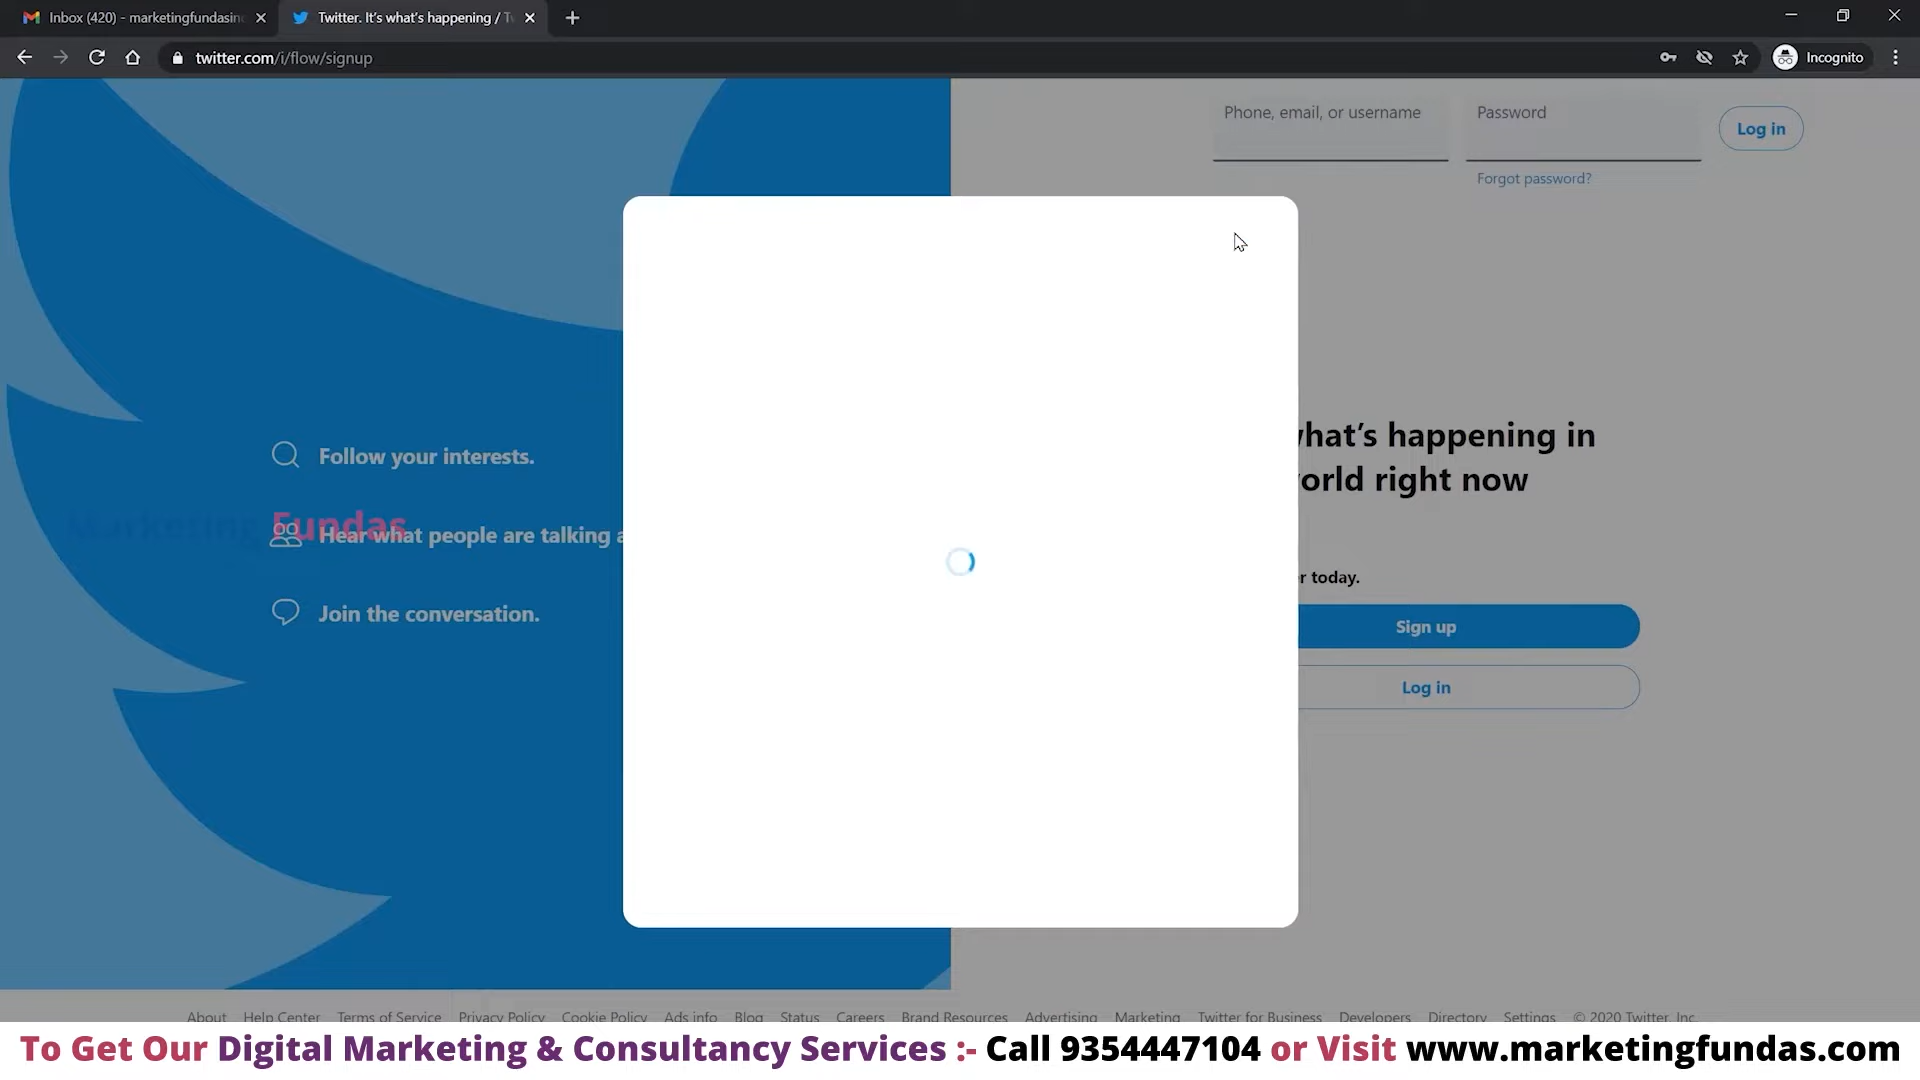 Inbox (420) - marketingfundasin
Twitter. It's what's happening / Tw
twitter.com/i/flow/signup
Incognito
Phone, email, or username
Password
Log in
Forgot password?
Follow your interests.
Marketing Fundas
Hear what people are talking a
Join the conversation.
what's happening in
orld right now
r today.
Sign up
Log in
About Help Center Terms of Service Privacy Policy Cookie Policy Ads info Blog Status Careers Brand Resources Advertising Marketing Twitter for Business Developers Directory Settings © 2020 Twitter, Inc.
To Get Our Digital Marketing & Consultancy Services :- Call 9354447104 or Visit www.marketingfundas.com